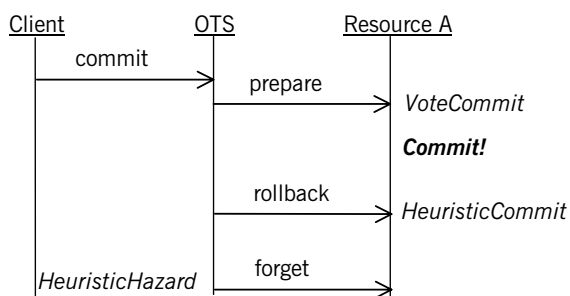 Client OTS Resource A
commit
prepare
VoteCommit
Commit!
rollback
HeuristicCommit
HeuristicHazard
forget